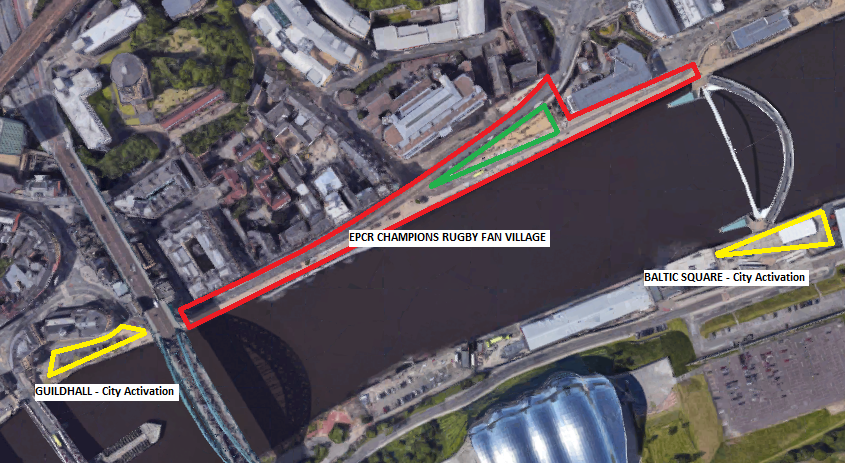 EPCR CHAMPIONS RUGBY FAN VILLAGE
BALTIC SQUARE - City Activation
GUILDHALL - City Activation